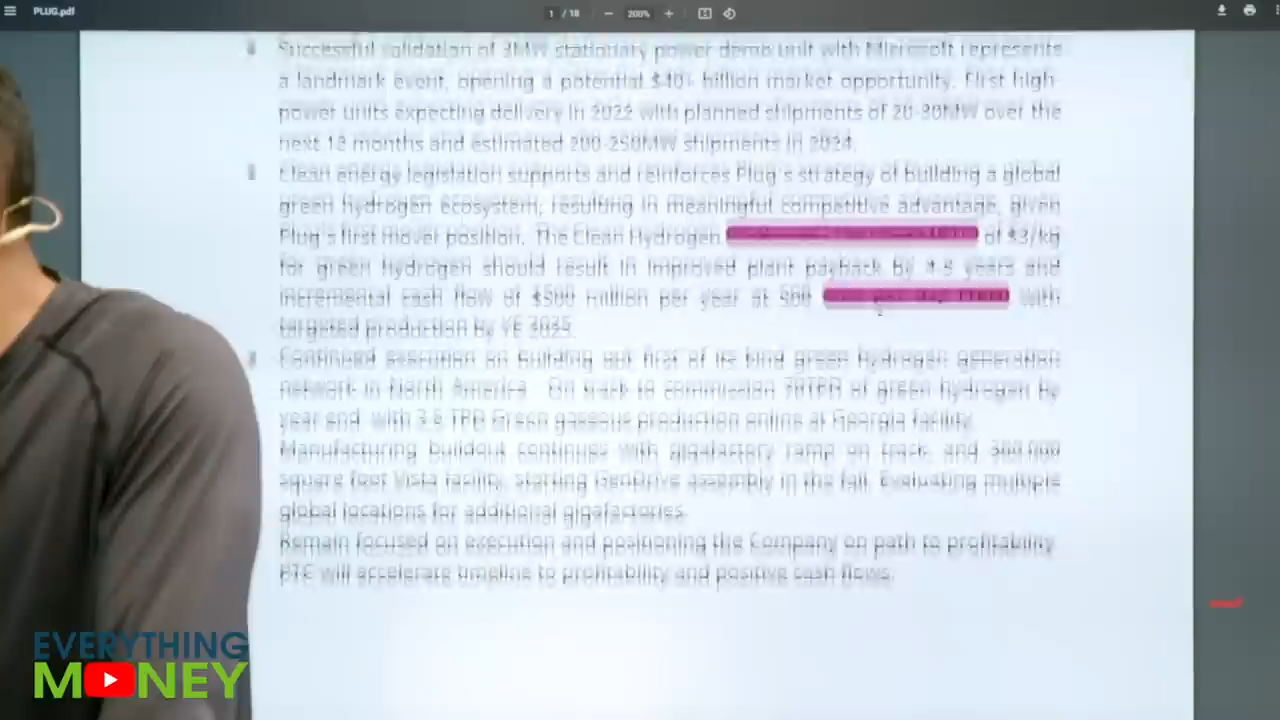 PLUG.pdf
1 / 18 200%
Successful validation of 3MW stationary power demo unit with Microsoft represents
a landmark event, opening a potential $40+ billion market opportunity. First high-
power units expecting delivery in 2022 with planned shipments of 20-30MW over the
next 18 months and estimated 200-250MW shipments in 2024.
Clean energy legislation supports and reinforces Plug's strategy of building a global
green hydrogen ecosystem, resulting in meaningful competitive advantage, given
Plug's first mover position. The Clean Hydrogen of $3/kg
for green hydrogen should result in improved plant payback by 4-5 years and
incremental cash flow of $500 million per year at 500 with
targeted production by YE 2025.
Continued execution on building out first of its kind green hydrogen generation
network in North America. On track to commission 70TPD of green hydrogen by
year end, with Green gaseous production online at Georgia facility.
Manufacturing buildout continues with gigafactory ramp on track, and
square foot Vista facility, starting GenDrive assembly in the fall. Evaluating multiple
global locations for additional gigafactories.
Remain focused on execution and positioning the Company on path to profitability.
PTC will accelerate timeline to profitability and positive cash flows.
EVERYTHING
MONEY